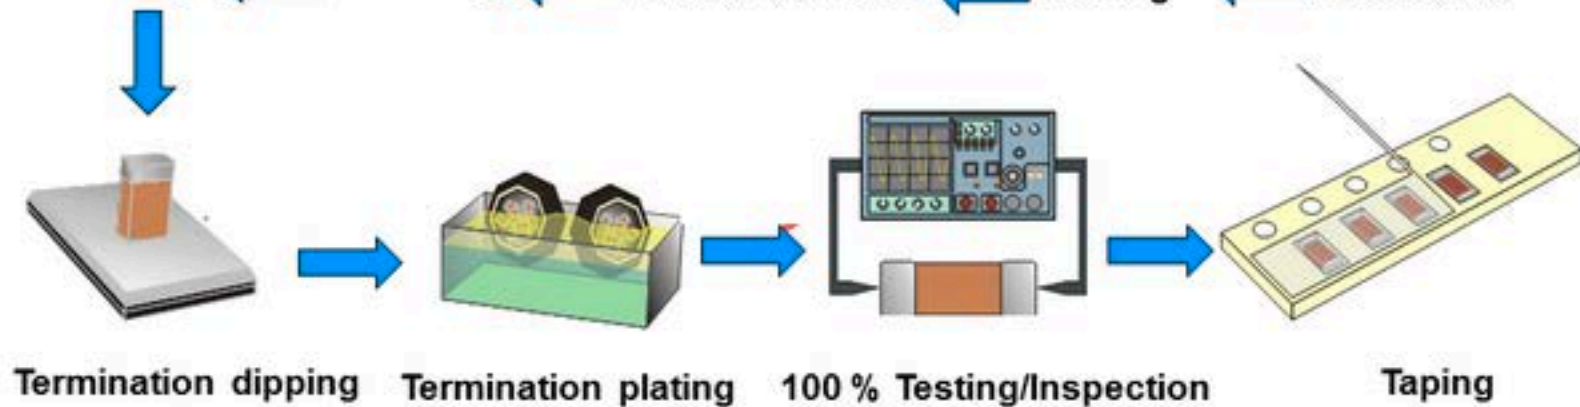 Termination dipping
Termination plating
100 % Testing/Inspection
Taping